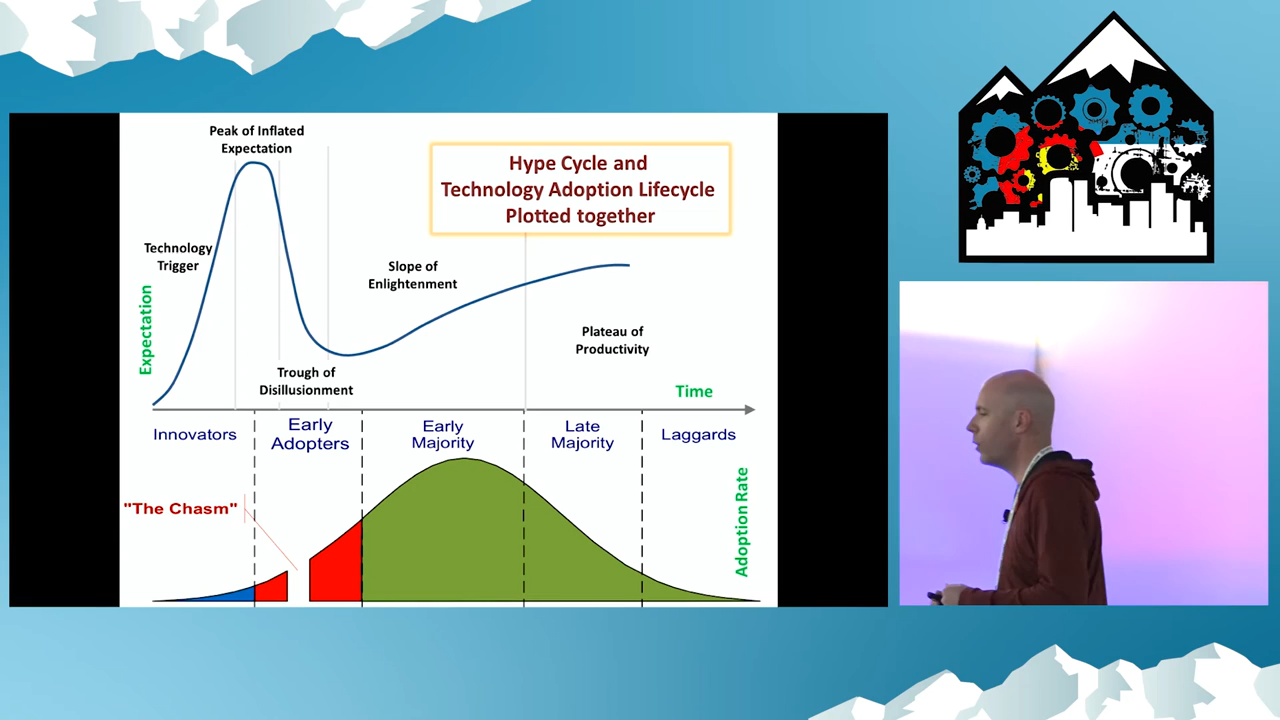 Peak of Inflated
Expectation
Hype Cycle and
Technology Adoption Lifecycle
Plotted together
Technology
Trigger
Slope of
Enlightenment
Expectation
Plateau of
Productivity
Trough of
Disillusionment
Time
Innovators
Early
Adopters
Early
Majority
Late
Majority
Laggards
"The Chasm"
Adoption Rate